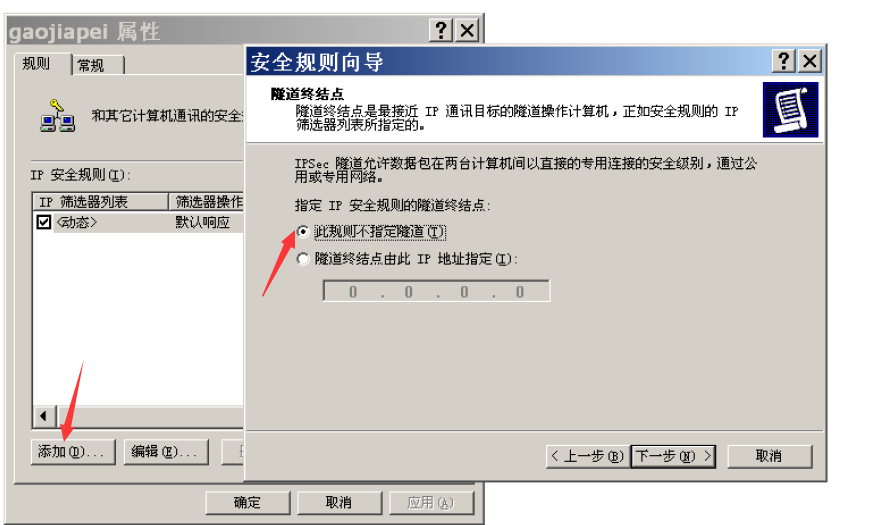 gaojiapei 属性
规则
常规
和其它计算机通讯的安全
IP 安全规则(I):
IP 筛选器列表
筛选器操作
<动态>
默认响应
添加(D)...
编辑(E)...
确定
取消
应用(A)
安全规则向导
隧道终结点
隧道终结点是最接近 IP 通讯目标的隧道操作计算机，正如安全规则的 IP
筛选器列表所指定的。
IPSec 隧道允许数据包在两台计算机间以直接的专用连接的安全级别，通过公
用或专用网络。
指定 IP 安全规则的隧道终结点:
此规则不指定隧道(T)
隧道终结点由此 IP 地址指定(I):
0 . 0 . 0 . 0
< 上一步(B)
下一步(N) >
取消